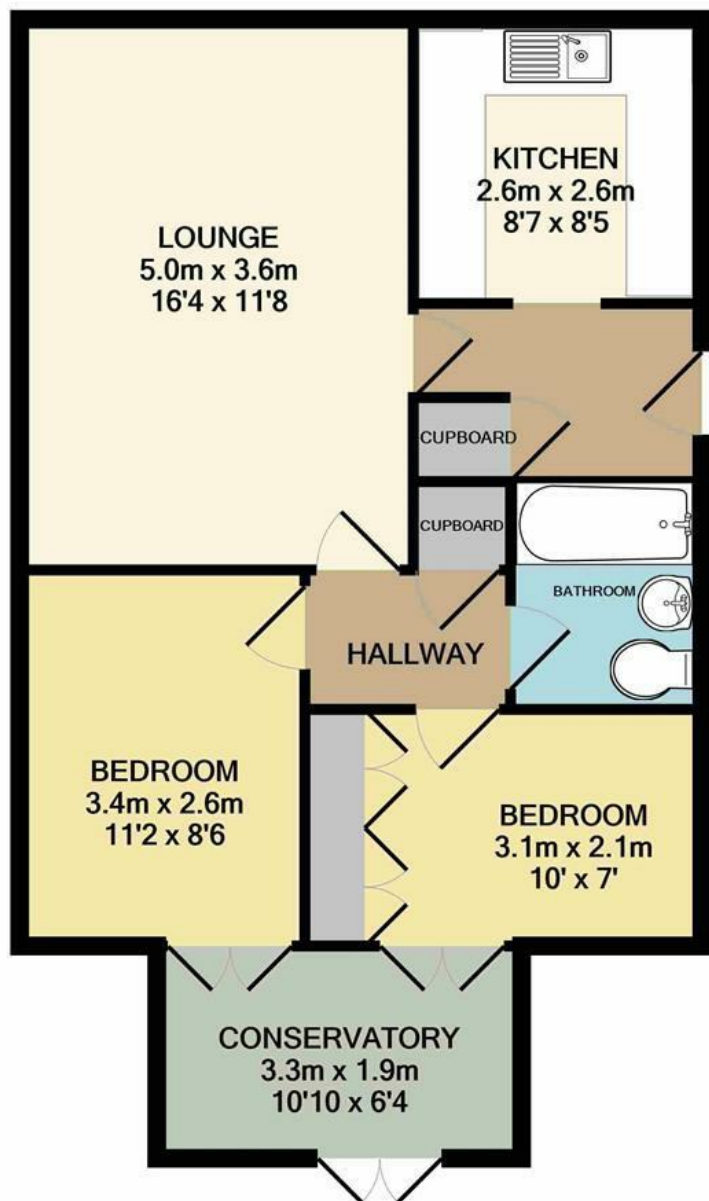 LOUNGE
5.0m x 3.6m
16'4 x 11'8
KITCHEN
2.6m x 2.6m
8'7 x 8'5
CUPBOARD
CUPBOARD
BATHROOM
HALLWAY
BEDROOM
3.4m x 2.6m
11'2 x 8'6
BEDROOM
3.1m x 2.1m
10' x 7'
CONSERVATORY
3.3m x 1.9m
10'10 x 6'4